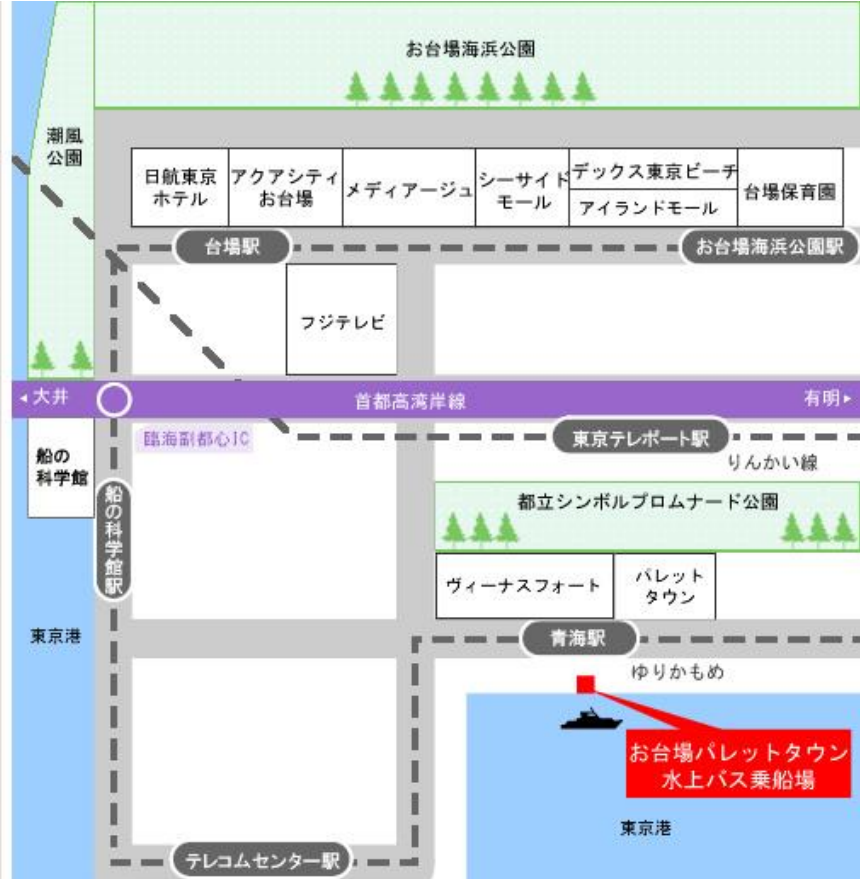 お台場海浜公園
潮風
公園
日航東京
ホテル
アクアシティ
お台場
メディアージュ
シーサイド
モール
デックス東京ビーチ
アイランドモール
台場保育園
台場駅
お台場海浜公園駅
フジテレビ
◂大井
首都高湾岸線
有明▸
臨海副都心IC
東京テレポート駅
りんかい線
船の
科学館
船の科学館駅
都立シンボルプロムナード公園
ヴィーナスフォート
パレット
タウン
東京港
青海駅
ゆりかもめ
お台場パレットタウン
水上バス乗船場
東京港
テレコムセンター駅